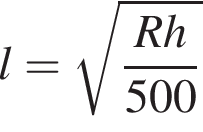 l = √(Rh/500)